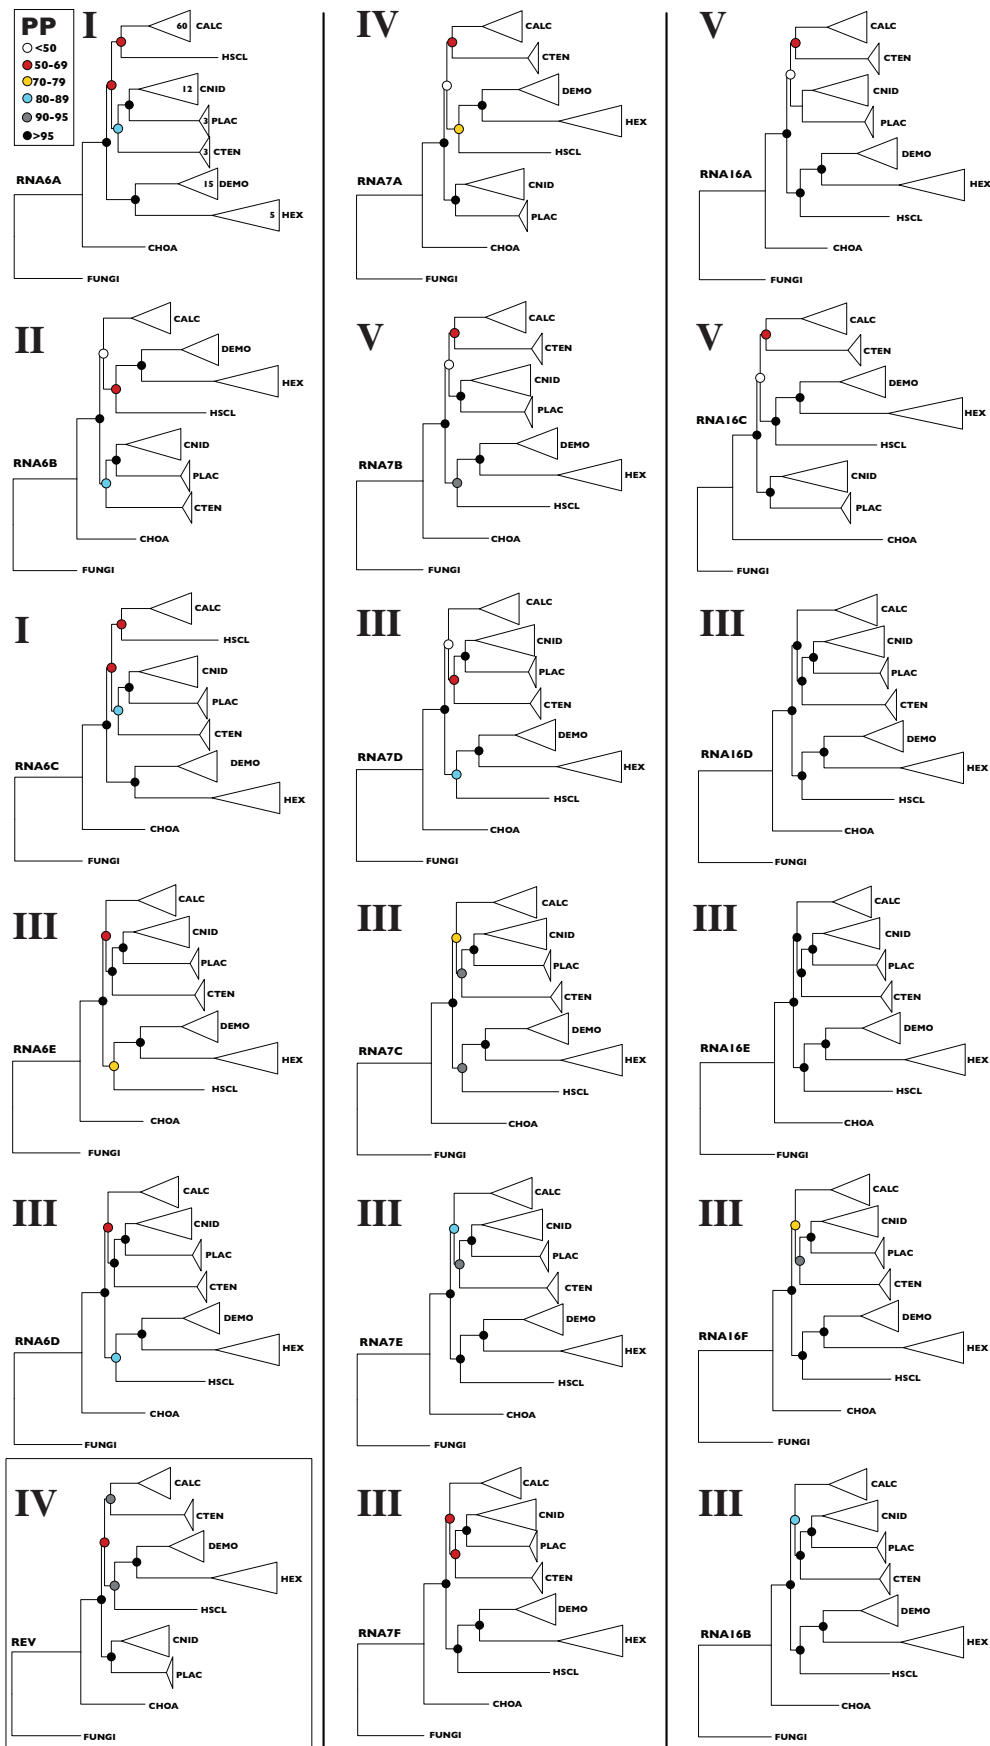 PP
<50
50-69
70-79
80-89
90-95
>95
I
60 CALC
HSCL
12 CNID
3 PLAC
3 CTEN
15 DEMO
5 HEX
RNA6A
CHOA
FUNGI
II
CALC
DEMO
HEX
HSCL
CNID
PLAC
CTEN
RNA6B
CHOA
FUNGI
I
CALC
HSCL
CNID
PLAC
CTEN
DEMO
HEX
RNA6C
CHOA
FUNGI
III
CALC
CNID
PLAC
CTEN
DEMO
HEX
HSCL
RNA6E
CHOA
FUNGI
III
CALC
CNID
PLAC
CTEN
DEMO
HEX
HSCL
RNA6D
CHOA
FUNGI
IV
CALC
CTEN
DEMO
HEX
HSCL
CNID
PLAC
REV
CHOA
FUNGI
IV
CALC
CTEN
DEMO
HEX
HSCL
CNID
PLAC
RNA7A
CHOA
FUNGI
V
CALC
CTEN
CNID
PLAC
DEMO
HEX
HSCL
RNA7B
CHOA
FUNGI
III
CALC
CNID
PLAC
CTEN
DEMO
HEX
HSCL
RNA7D
CHOA
FUNGI
III
CALC
CNID
PLAC
CTEN
DEMO
HEX
HSCL
RNA7C
CHOA
FUNGI
III
CALC
CNID
PLAC
CTEN
DEMO
HEX
HSCL
RNA7E
CHOA
FUNGI
III
CALC
CNID
PLAC
CTEN
DEMO
HEX
HSCL
RNA7F
CHOA
FUNGI
V
CALC
CTEN
CNID
PLAC
DEMO
HEX
HSCL
RNA16A
CHOA
FUNGI
V
CALC
CTEN
DEMO
HEX
HSCL
CNID
PLAC
RNA16C
CHOA
FUNGI
III
CALC
CNID
PLAC
CTEN
DEMO
HEX
HSCL
RNA16D
CHOA
FUNGI
III
CALC
CNID
PLAC
CTEN
DEMO
HEX
HSCL
RNA16E
CHOA
FUNGI
III
CALC
CNID
PLAC
CTEN
DEMO
HEX
HSCL
RNA16F
CHOA
FUNGI
III
CALC
CNID
PLAC
CTEN
DEMO
HEX
HSCL
RNA16B
CHOA
FUNGI